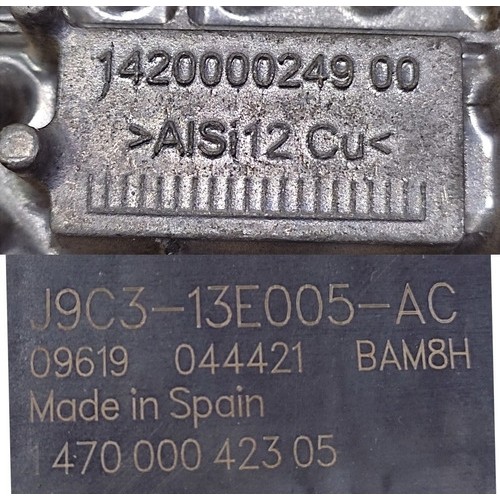 1420000249 00
>AlSi12 Cu<
J9C3-13E005-AC
09619 044421 BAM8H
Made in Spain
1 470 000 423 05